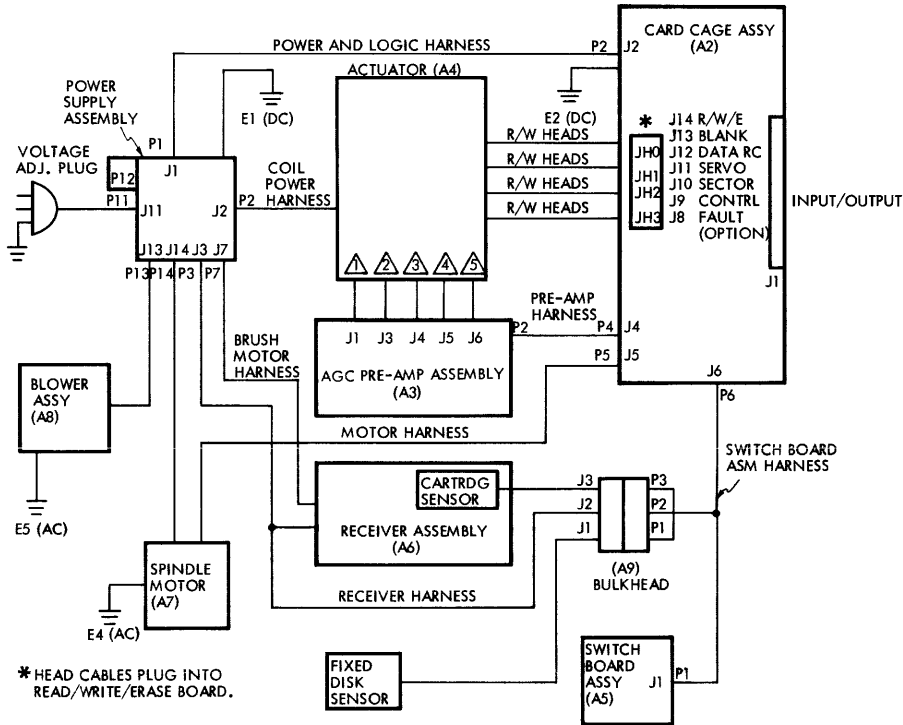 POWER AND LOGIC HARNESS
P2
J2
CARD CAGE ASSY
(A2)
ACTUATOR (A4)
POWER
SUPPLY
ASSEMBLY
E1 (DC)
E2 (DC)
*
J14 R/W/E
J13 BLANK
J12 DATA RC
J11 SERVO
J10 SECTOR
J9 CONTRL
J8 FAULT
(OPTION)
JH0
JH1
JH2
JH3
INPUT/OUTPUT
J1
R/W HEADS
R/W HEADS
R/W HEADS
R/W HEADS
P1
J1
VOLTAGE
ADJ. PLUG
P12
P11
J11
J2
P2
COIL
POWER
HARNESS
J13 J14 J3 J7
P13 P14 P3 P7
1 2 3 4 5
J1 J3 J4 J5 J6
P2
PRE-AMP
HARNESS
P4
J4
P5
J5
J6
P6
AGC PRE-AMP ASSEMBLY
(A3)
BRUSH
MOTOR
HARNESS
BLOWER
ASSY
(A8)
E5 (AC)
MOTOR HARNESS
SWITCH BOARD
ASM HARNESS
CARTRDG
SENSOR
RECEIVER ASSEMBLY
(A6)
J3
J2
J1
P3
P2
P1
(A9)
BULKHEAD
SPINDLE
MOTOR
(A7)
E4 (AC)
RECEIVER HARNESS
FIXED
DISK
SENSOR
SWITCH
BOARD
ASSY
(A5)
J1
P1
* HEAD CABLES PLUG INTO
READ/WRITE/ERASE BOARD.